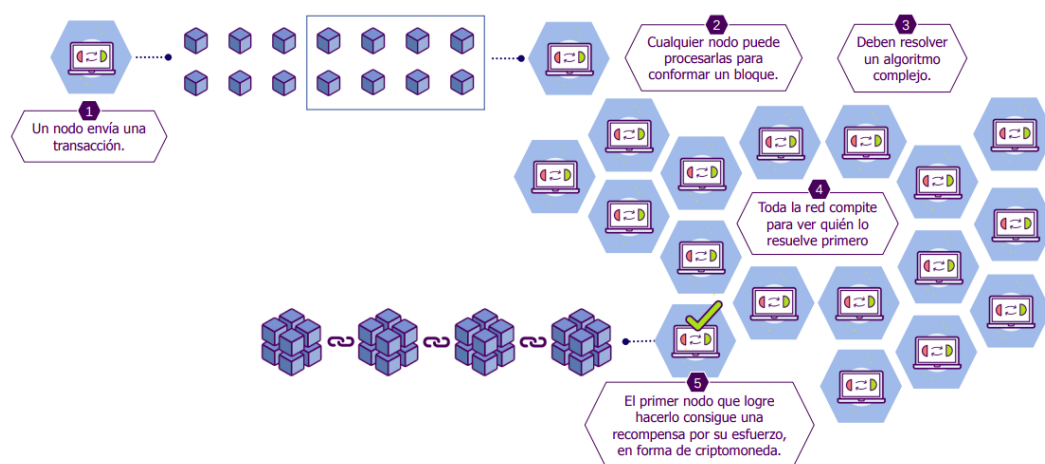 1
Un nodo envía una
transacción.
2
Cualquier nodo puede
procesarlas para
conformar un bloque.
3
Deben resolver
un algoritmo
complejo.
4
Toda la red compite
para ver quién lo
resuelve primero
5
El primer nodo que logre
hacerlo consigue una
recompensa por su esfuerzo,
en forma de criptomoneda.